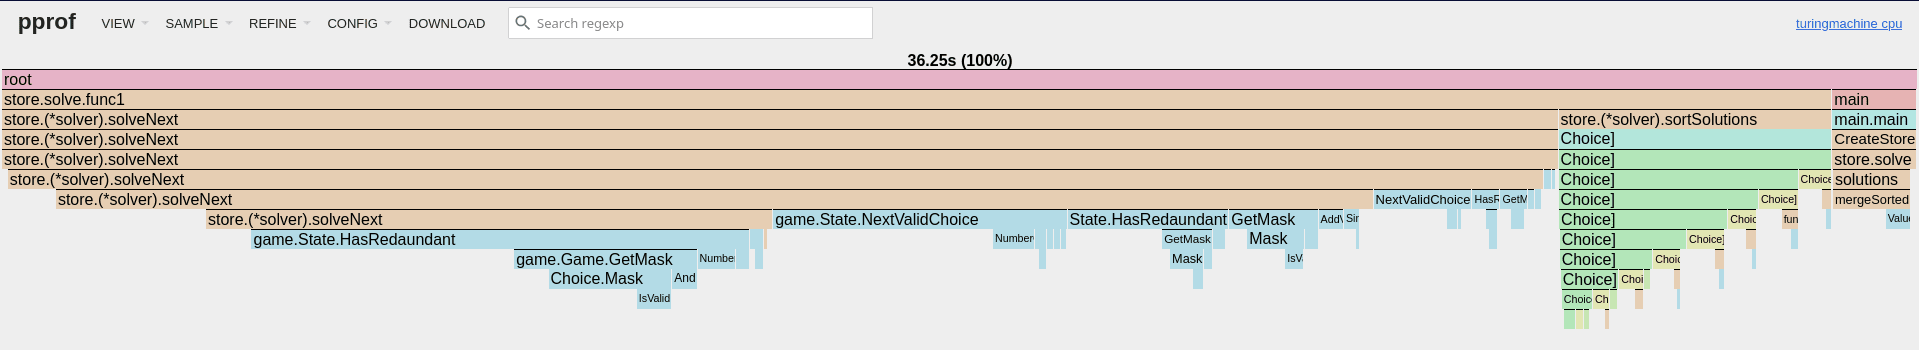 pprof VIEW SAMPLE REFINE CONFIG DOWNLOAD Search regexp turingmachine cpu
36.25s (100%)
root
store.solve.func1 main
store.(*solver).solveNext store.(*solver).sortSolutions main.main
store.(*solver).solveNext Choice] CreateStore
store.(*solver).solveNext Choice] store.solve
store.(*solver).solveNext Choice] Choice solutions
store.(*solver).solveNext NextValidChoice HasR GetM Choice] Choice] mergeSorted
store.(*solver).solveNext game.State.NextValidChoice State.HasRedaundant GetMask Add Sir Choice] Choic fun Value
game.State.HasRedaundant Number GetMask Mask Choice] Choice]
game.Game.GetMask Number Mask IsV Choice] Choic
Choice.Mask And Choice] Choi
IsValid Choic Ch